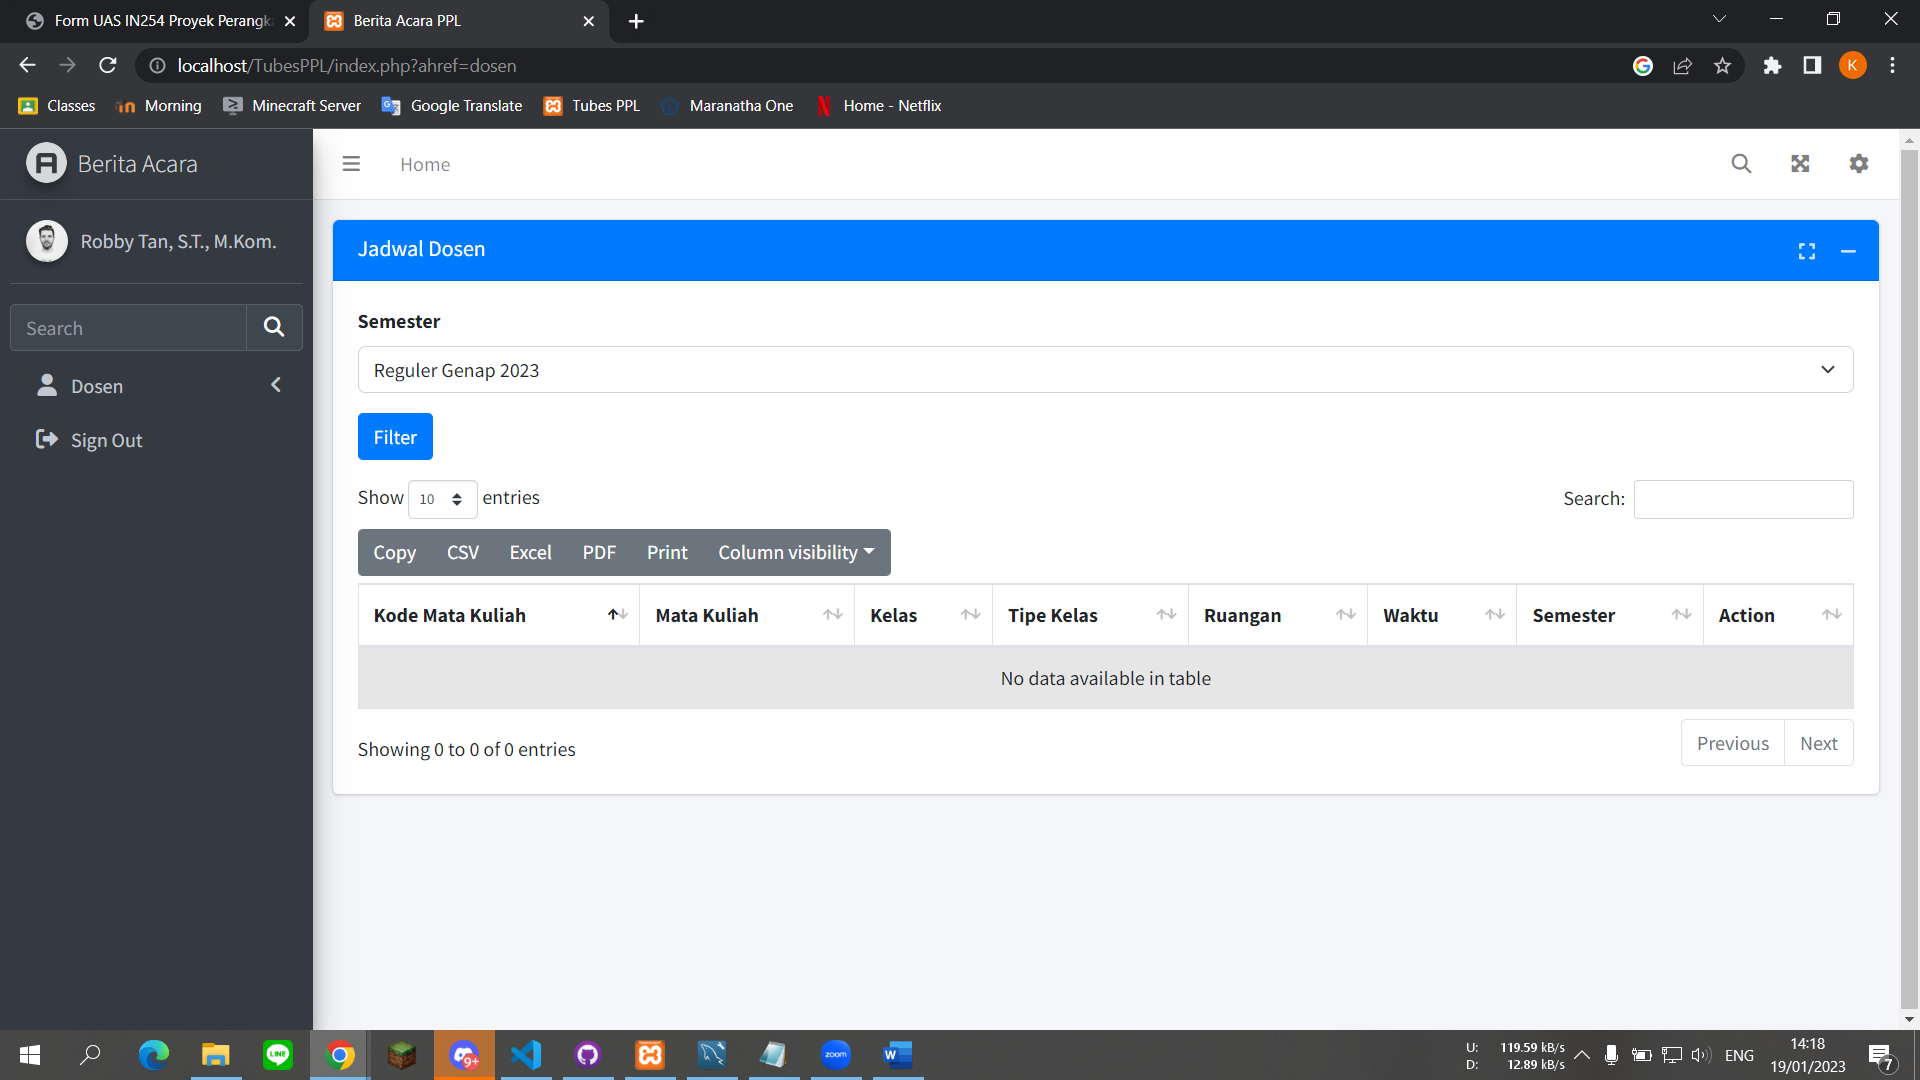 Form UAS IN254 Proyek Perangka
Berita Acara PPL
localhost/TubesPPL/index.php?ahref=dosen
K
Classes
Morning
Minecraft Server
Google Translate
Tubes PPL
Maranatha One
Home - Netflix
Berita Acara
Home
Robby Tan, S.T., M.Kom.
Search
Dosen
Sign Out
Jadwal Dosen
Semester
Reguler Genap 2023
Filter
Show 10 entries
Search:
Copy CSV Excel PDF Print Column visibility
Kode Mata Kuliah Mata Kuliah Kelas Tipe Kelas Ruangan Waktu Semester Action
No data available in table
Showing 0 to 0 of 0 entries
Previous Next
LINE
9+
zoom
W
U: 119.59 kB/s
D: 12.89 kB/s
ENG
14:18
19/01/2023
7